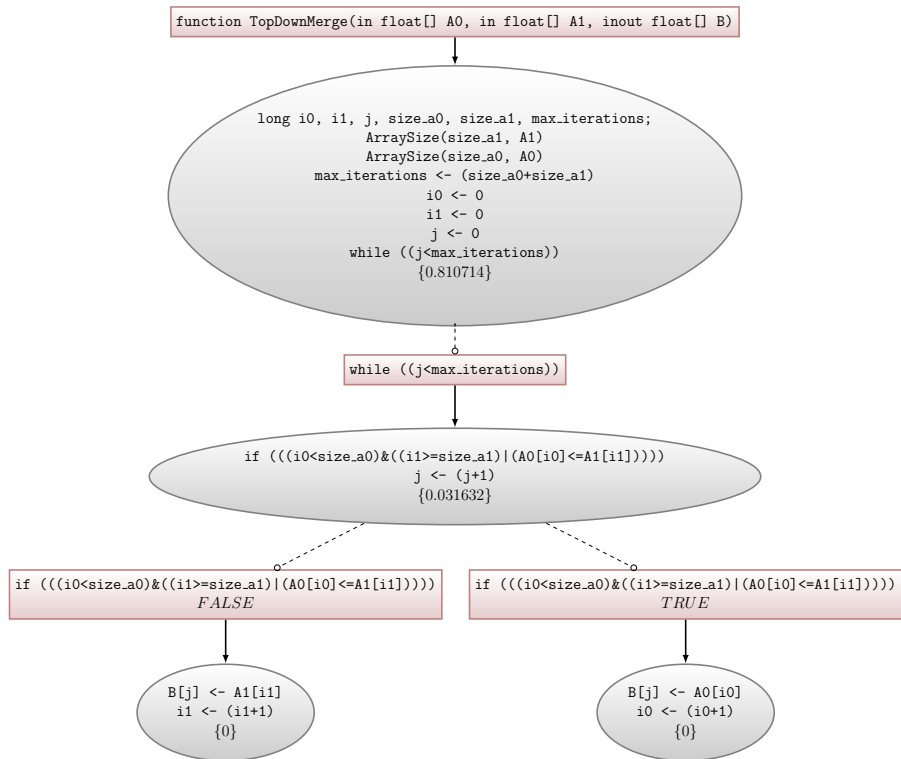 function TopDownMerge(in float[] A0, in float[] A1, inout float[] B)
long i0, i1, j, size_a0, size_a1, max_iterations;
ArraySize(size_a1, A1)
ArraySize(size_a0, A0)
max_iterations <- (size_a0+size_a1)
i0 <- 0
i1 <- 0
j <- 0
while ((j<max_iterations))
{0.810714}
while ((j<max_iterations))
if (((i0<size_a0)&((i1>=size_a1)|(A0[i0]<=A1[i1]))))
j <- (j+1)
{0.031632}
if (((i0<size_a0)&((i1>=size_a1)|(A0[i0]<=A1[i1]))))
FALSE
if (((i0<size_a0)&((i1>=size_a1)|(A0[i0]<=A1[i1]))))
TRUE
B[j] <- A1[i1]
i1 <- (i1+1)
{0}
B[j] <- A0[i0]
i0 <- (i0+1)
{0}